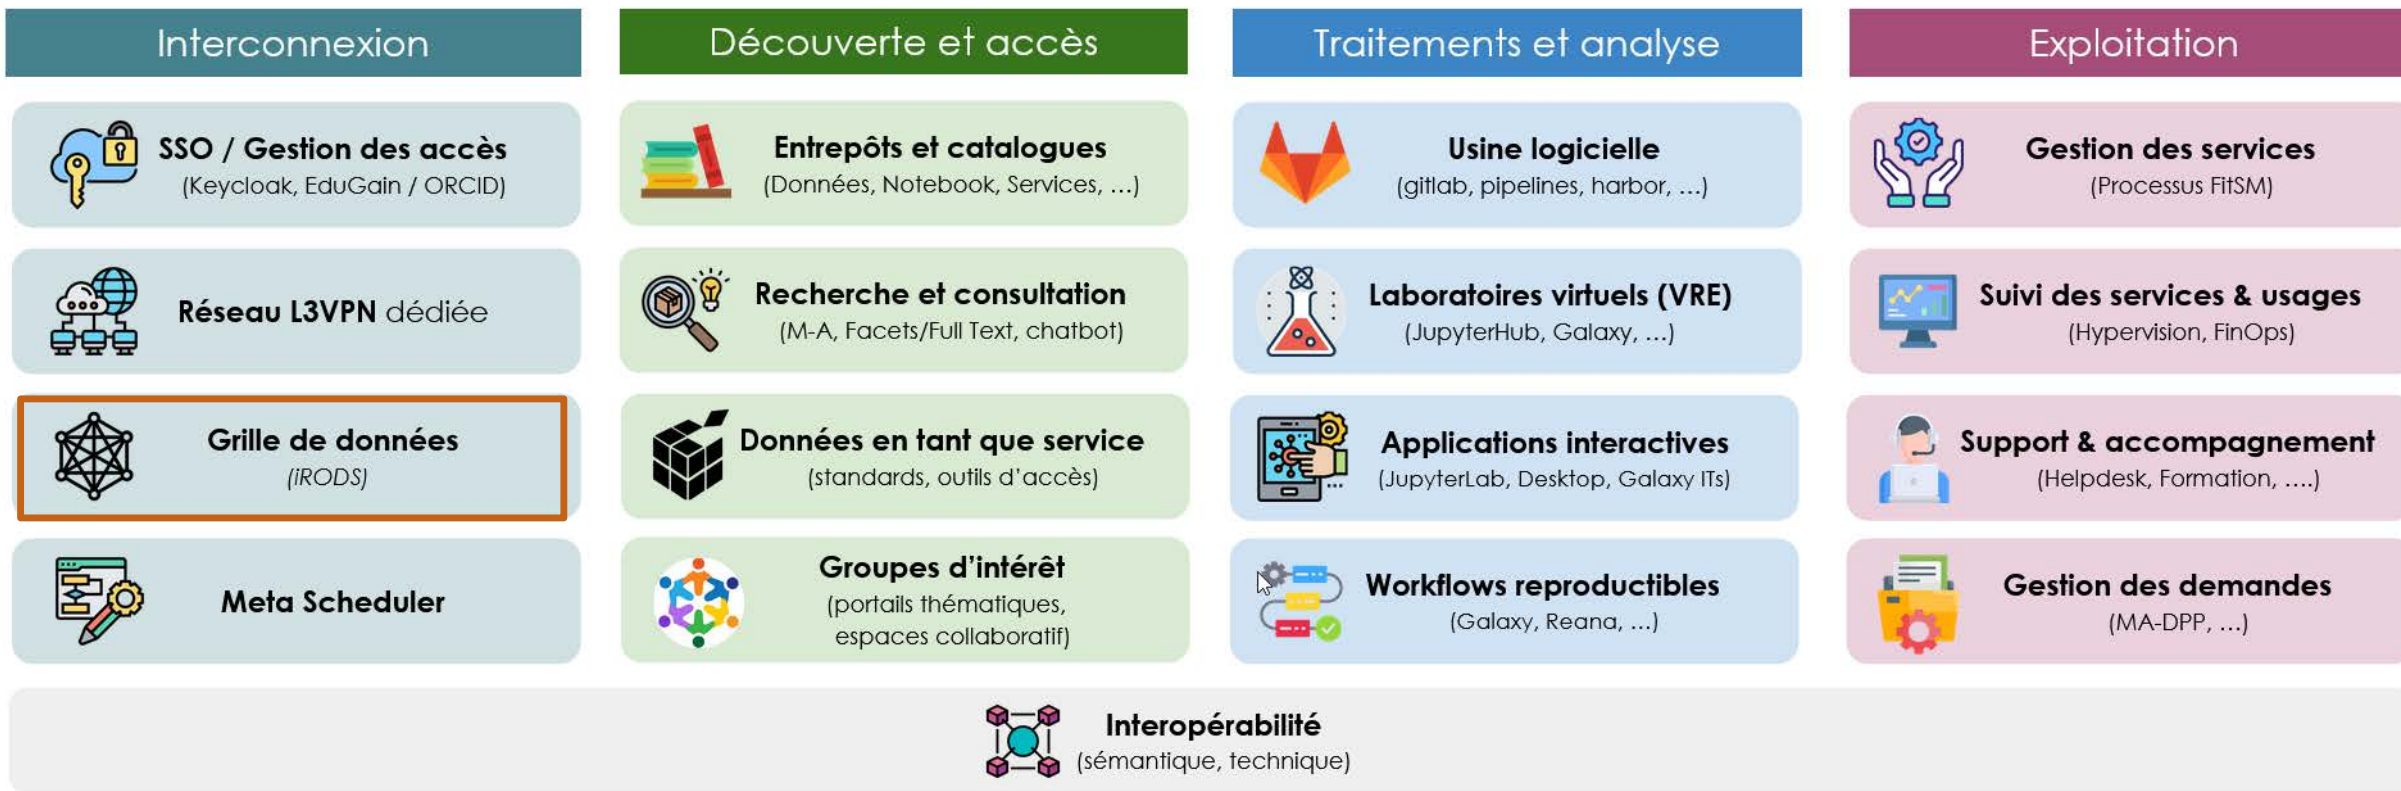 Interconnexion
SSO / Gestion des accès
(Keycloak, EduGain / ORCID)
Réseau L3VPN dédiée
Grille de données
(iRODS)
Meta Scheduler
Découverte et accès
Entrepôts et catalogues
(Données, Notebook, Services, ...)
Recherche et consultation
(M-A, Facets/Full Text, chatbot)
Données en tant que service
(standards, outils d'accès)
Groupes d'intérêt
(portails thématiques,
espaces collaboratif)
Traitements et analyse
Usine logicielle
(gitlab, pipelines, harbor, ...)
Laboratoires virtuels (VRE)
(JupyterHub, Galaxy, ...)
Applications interactives
(JupyterLab, Desktop, Galaxy ITs)
Workflows reproductibles
(Galaxy, Reana, ...)
Exploitation
Gestion des services
(Processus FitSM)
Suivi des services & usages
(Hypervision, FinOps)
Support & accompagnement
(Helpdesk, Formation, ....)
Gestion des demandes
(MA-DPP, ...)
Interopérabilité
(sémantique, technique)